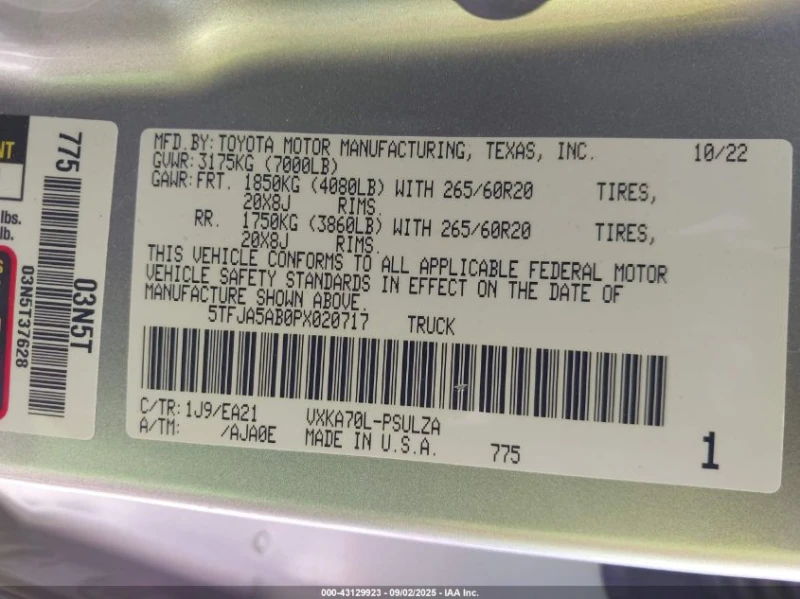 NT
lbs.
lb.
775
03N5T
03N5T37628
MFD.BY: TOYOTA MOTOR MANUFACTURING, TEXAS, INC. 10/22
GVWR: 3175KG (7000LB)
GAWR: FRT. 1850KG (4080LB) WITH 265/60R20 TIRES,
20X8J RIMS,
RR. 1750KG (3860LB) WITH 265/60R20 TIRES,
20X8J RIMS.
THIS VEHICLE CONFORMS TO ALL APPLICABLE FEDERAL MOTOR
VEHICLE SAFETY STANDARDS IN EFFECT ON THE DATE OF
MANUFACTURE SHOWN ABOVE.
5TFJA5AB0PX020717 TRUCK
C/TR: 1J9/EA21 VXKA70L-PSULZA
A/TM: /AJA0E MADE IN U.S.A. 775 1
000-43129923 - 09/02/2025 - IAA Inc.